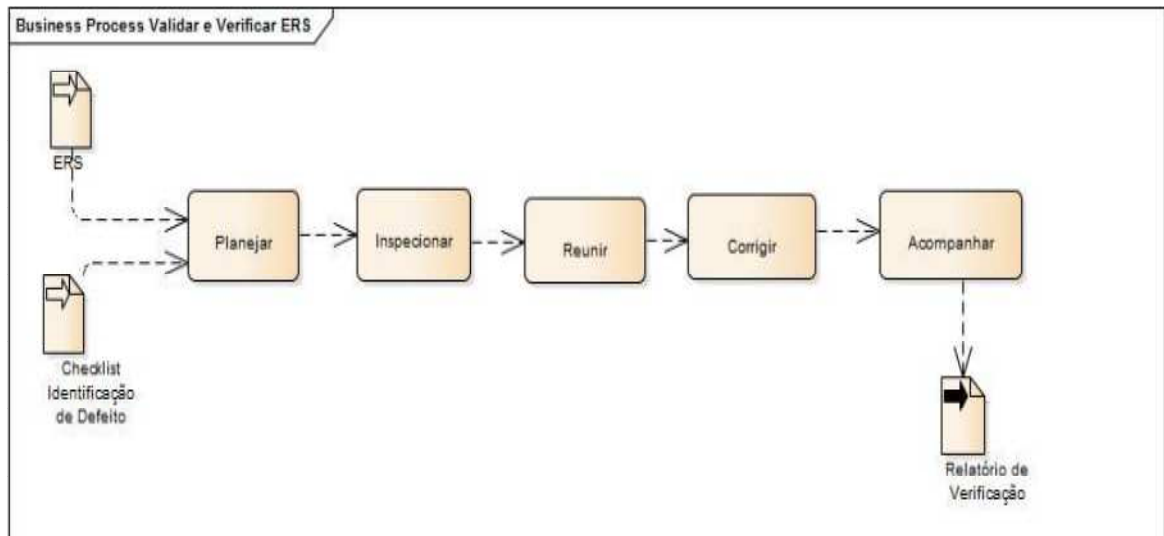 Business Process Validar e Verificar ERS
ERS
Planejar
Inspecionar
Reunir
Corrigir
Acompanhar
Checklist
Identificação
de Defeito
Relatório de
Verificação